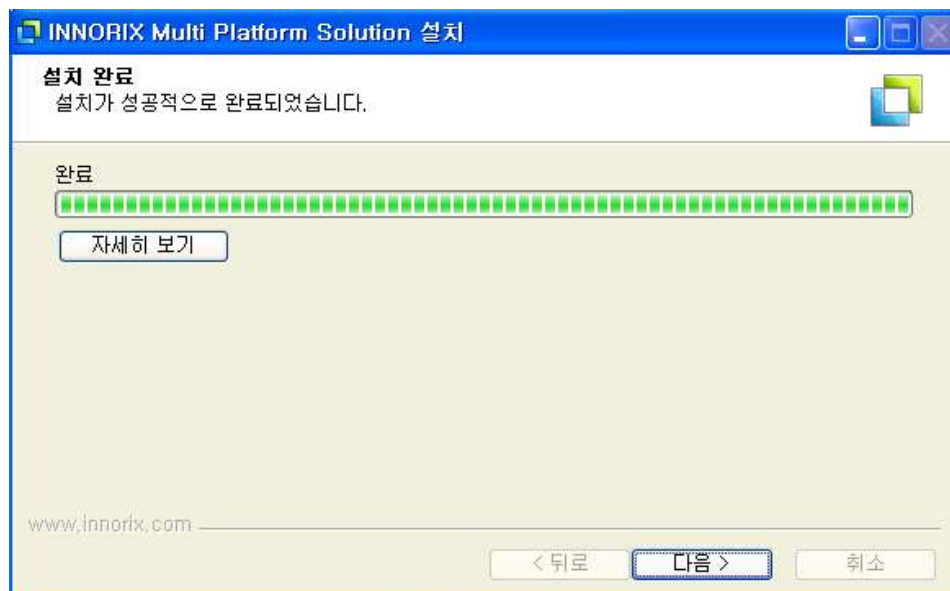 INNORIX Multi Platform Solution 설치
설치 완료
설치가 성공적으로 완료되었습니다.
완료
자세히 보기
www.innorix.com
< 뒤로
다음 >
취소